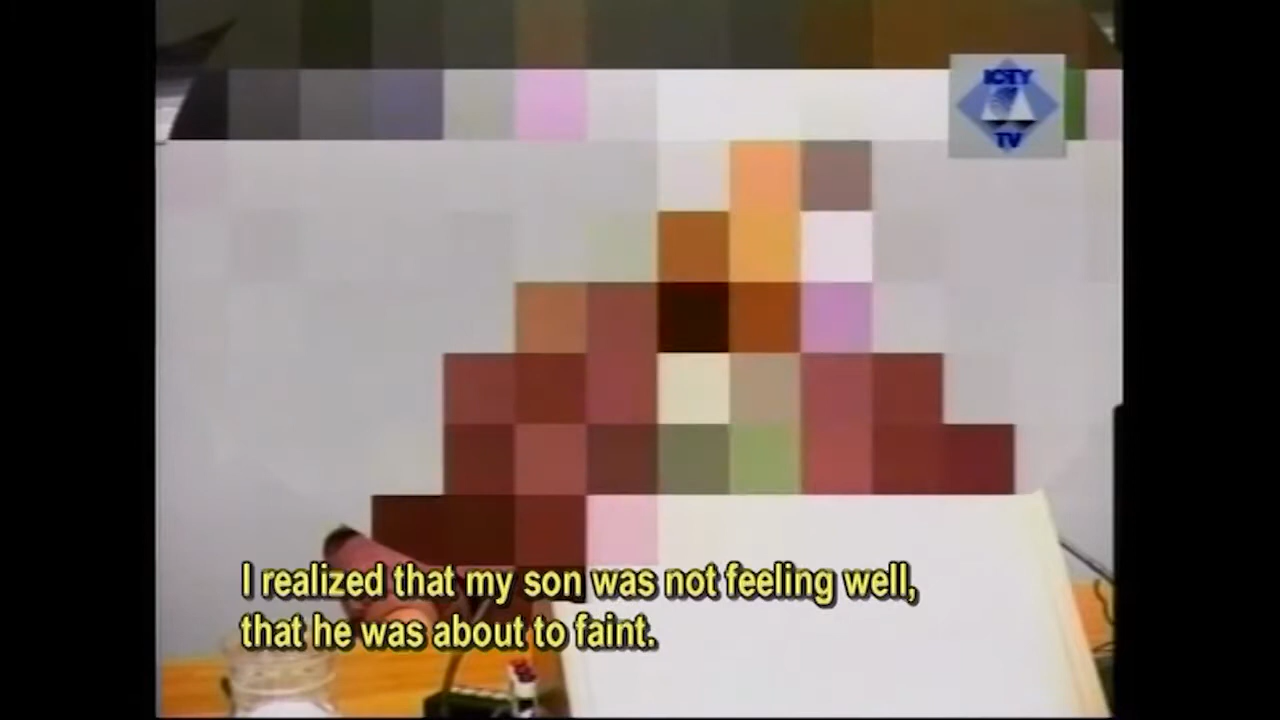 ICTY
TV
I realized that my son was not feeling well,
that he was about to faint.